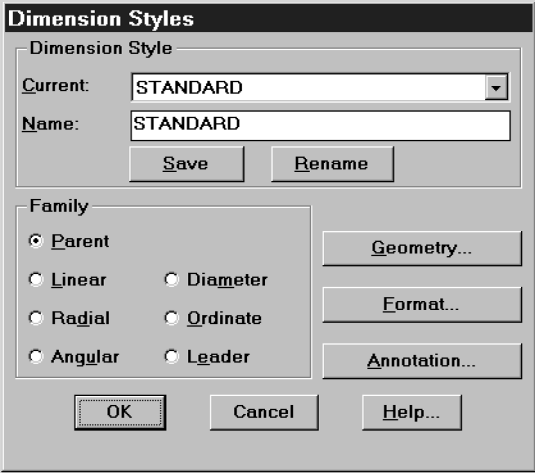 Dimension Styles
Dimension Style
Current: STANDARD
Name: STANDARD
Save Rename
Family
Parent
Geometry...
Linear Diameter
Format...
Radial Ordinate
Angular Leader
Annotation...
OK Cancel Help...